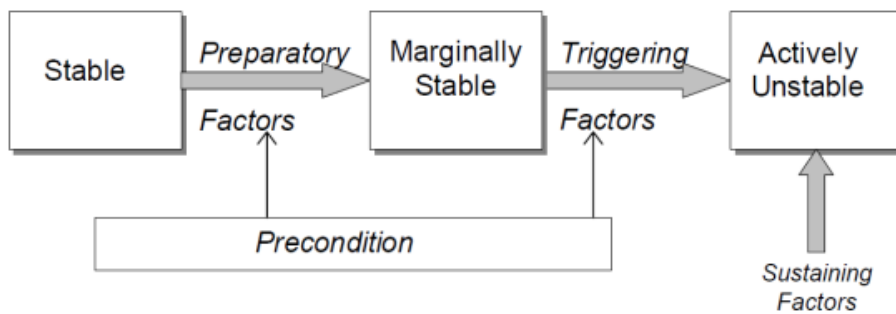 Stable
Preparatory
Factors
Marginally
Stable
Triggering
Factors
Actively
Unstable
Precondition
Sustaining
Factors